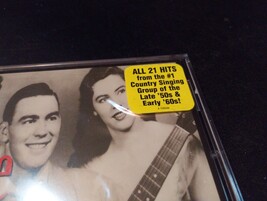 ALL 21 HITS
from the #1
Country Singing
Group of the
Late '50s &
Early '60s!